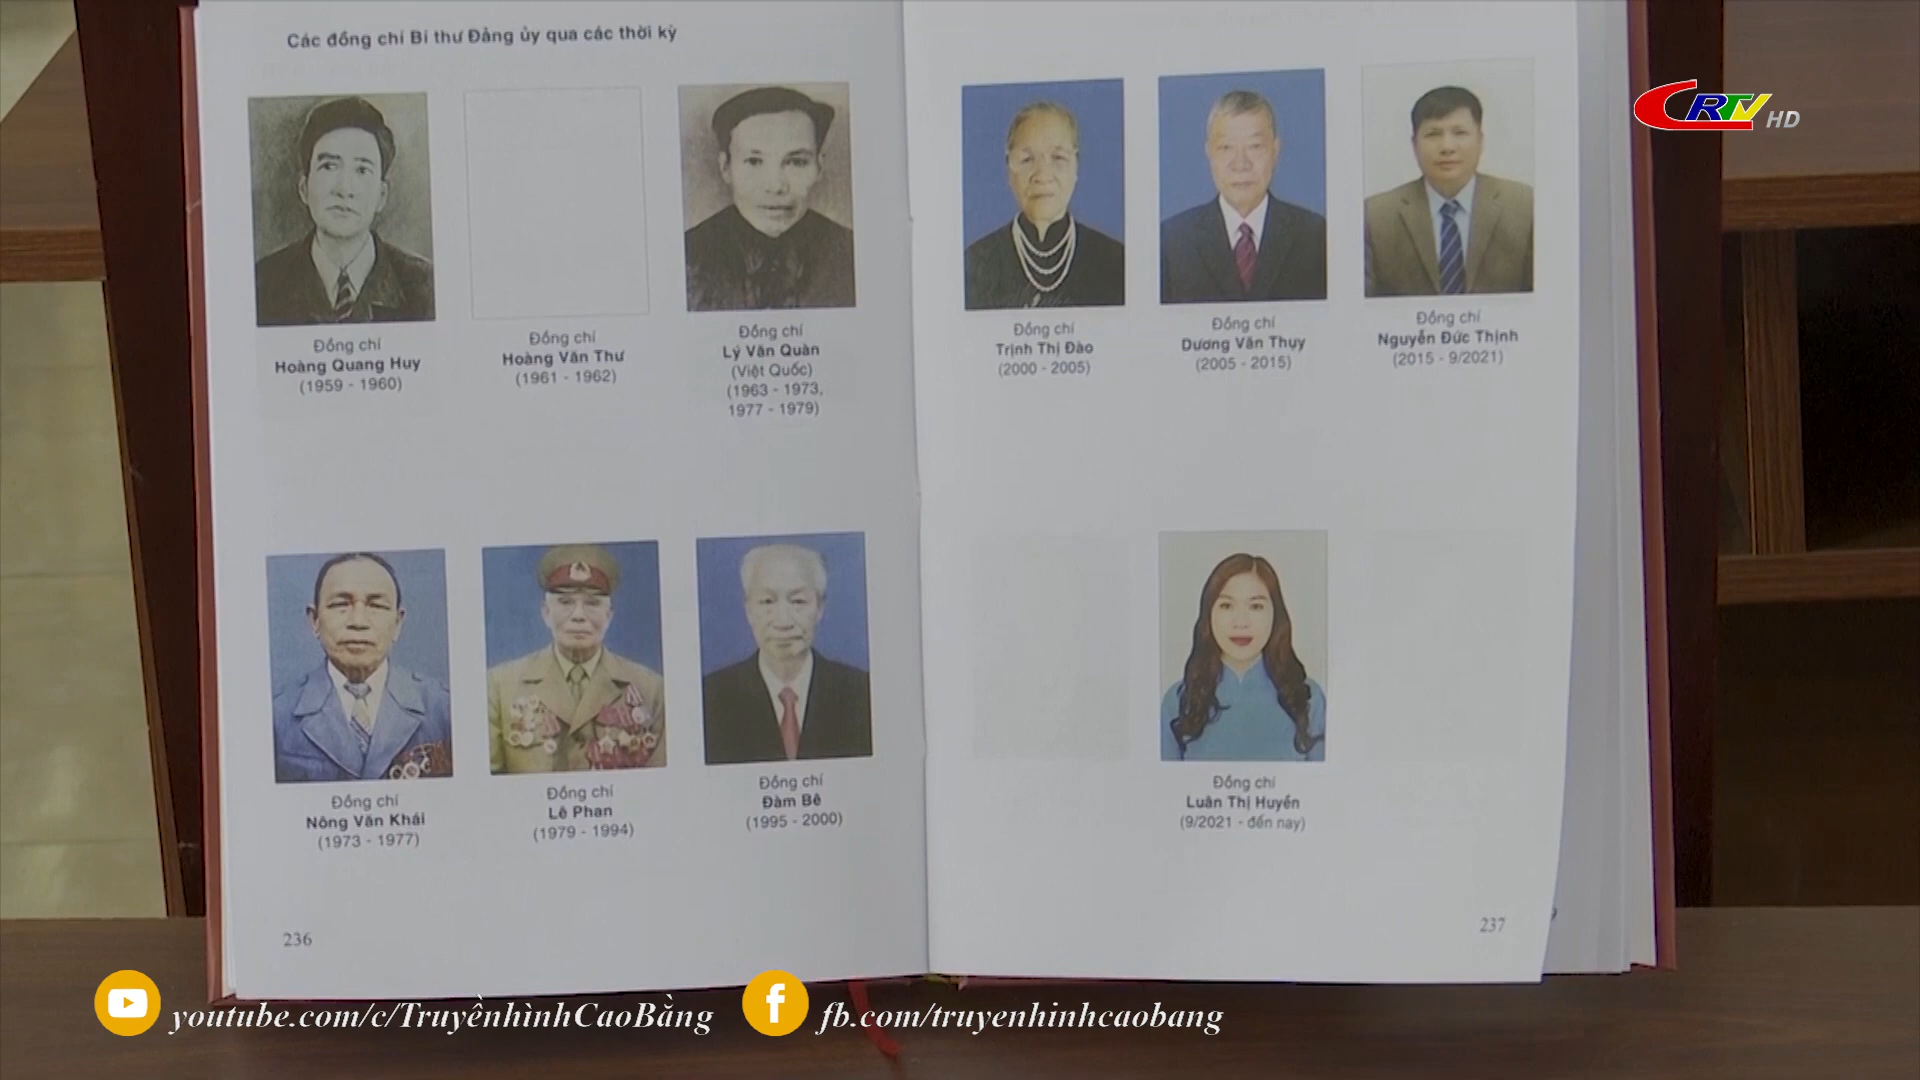 Các đồng chí Bí thư Đảng ủy qua các thời kỳ
Đồng chí
Hoàng Quang Huy
(1959 - 1960)
Đồng chí
Hoàng Văn Thư
(1961 - 1962)
Đồng chí
Lý Văn Quàn
(Việt Quốc)
(1963 - 1973,
1977 - 1979)
Đồng chí
Nông Văn Khái
(1973 - 1977)
Đồng chí
Lê Phan
(1979 - 1994)
Đồng chí
Đàm Bê
(1995 - 2000)
236
Đồng chí
Trịnh Thị Đào
(2000 - 2005)
Đồng chí
Dương Văn Thụy
(2005 - 2015)
Đồng chí
Nguyễn Đức Thịnh
(2015 - 9/2021)
Đồng chí
Luân Thị Huyền
(9/2021 - đến nay)
237
CRTV HD
youtube.com/c/TruyềnhìnhCaoBằng
fb.com/truyenhinhcaobang